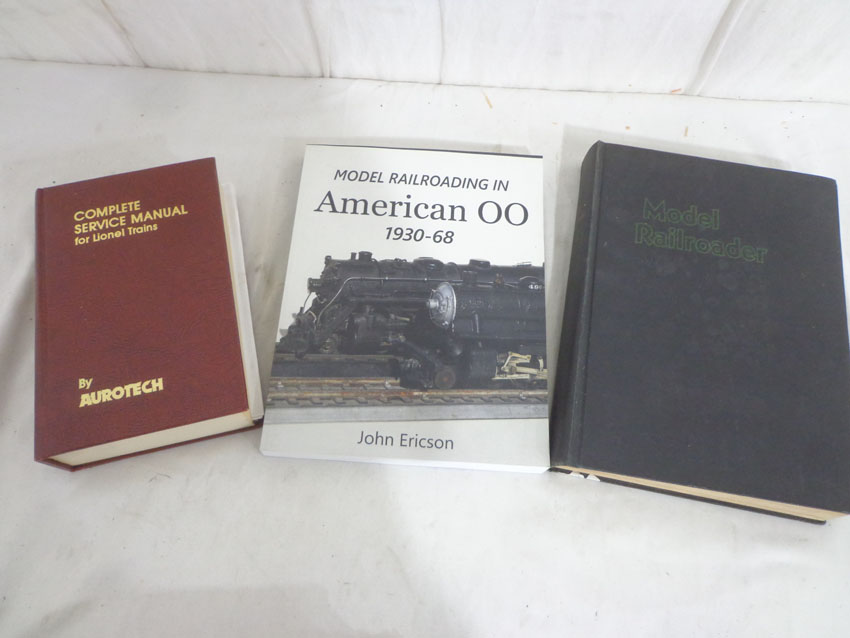 COMPLETE
SERVICE MANUAL
for Lionel Trains
By
AUROTECH
MODEL RAILROADING IN
American OO
1930-68
John Ericson
Model
Railroader